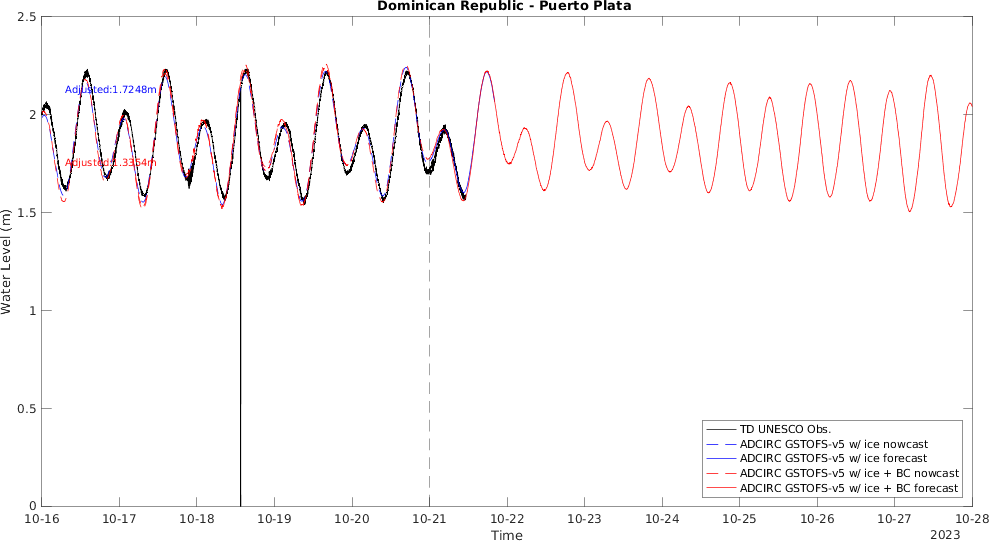 Dominican Republic - Puerto Plata
2.5
2
1.5
1
0.5
0
Water Level (m)
Adjusted:1.7248m
Adjusted:1.3364m
TD UNESCO Obs.
ADCIRC GSTOFS-v5 w/ ice nowcast
ADCIRC GSTOFS-v5 w/ ice forecast
ADCIRC GSTOFS-v5 w/ ice + BC nowcast
ADCIRC GSTOFS-v5 w/ ice + BC forecast
10-16 10-17 10-18 10-19 10-20 10-21 10-22 10-23 10-24 10-25 10-26 10-27 10-28
Time
2023